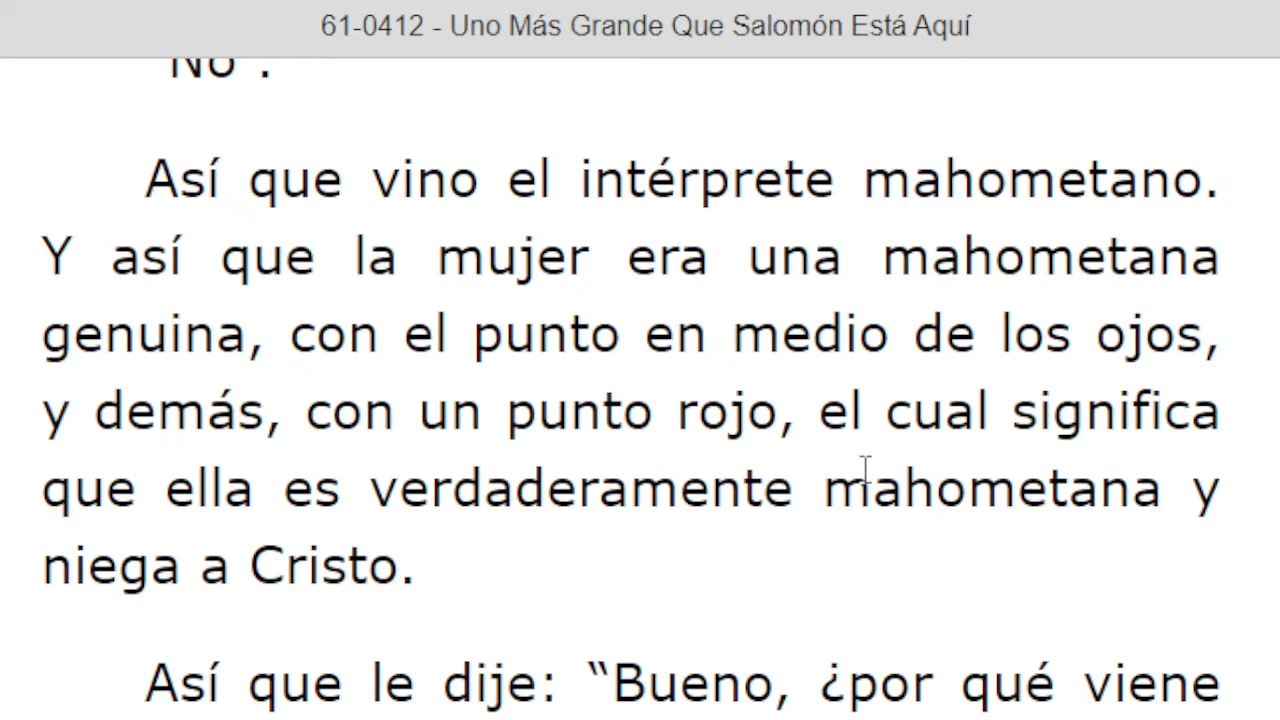 61-0412 - Uno Más Grande Que Salomón Está Aquí
"No".
Así que vino el intérprete mahometano.
Y así que la mujer era una mahometana
genuina, con el punto en medio de los ojos,
y demás, con un punto rojo, el cual significa
que ella es verdaderamente mahometana y
niega a Cristo.
Así que le dije: “Bueno, ¿por qué viene